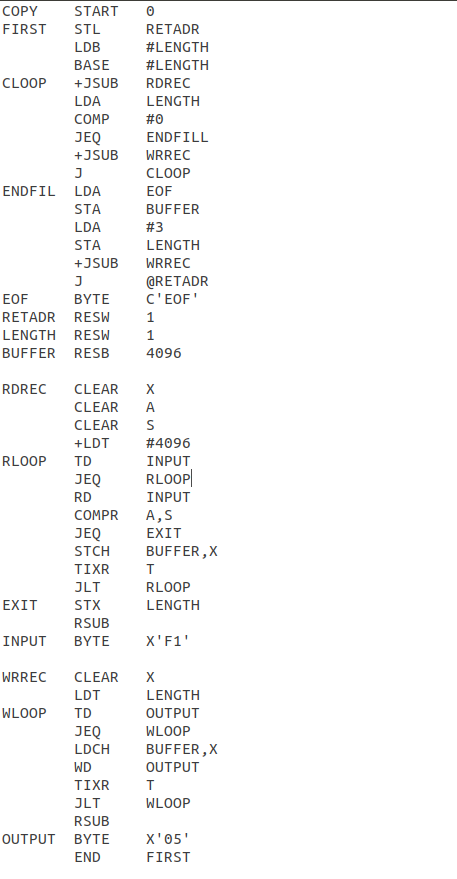 COPY    START   0
FIRST   STL     RETADR
        LDB     #LENGTH
        BASE    #LENGTH
CLOOP   +JSUB   RDREC
        LDA     LENGTH
        COMP    #0
        JEQ     ENDFILL
        +JSUB   WRREC
        J       CLOOP
ENDFIL  LDA     EOF
        STA     BUFFER
        LDA     #3
        STA     LENGTH
        +JSUB   WRREC
        J       @RETADR
EOF     BYTE    C'EOF'
RETADR  RESW    1
LENGTH  RESW    1
BUFFER  RESB    4096

RDREC   CLEAR   X
        CLEAR   A
        CLEAR   S
        +LDT    #4096
RLOOP   TD      INPUT
        JEQ     RLOOP
        RD      INPUT
        COMPR   A,S
        JEQ     EXIT
        STCH    BUFFER,X
        TIXR    T
        JLT     RLOOP
EXIT    STX     LENGTH
        RSUB
INPUT   BYTE    X'F1'

WRREC   CLEAR   X
        LDT     LENGTH
WLOOP   TD      OUTPUT
        JEQ     WLOOP
        LDCH    BUFFER,X
        WD      OUTPUT
        TIXR    T
        JLT     WLOOP
        RSUB
OUTPUT  BYTE    X'05'
        END     FIRST